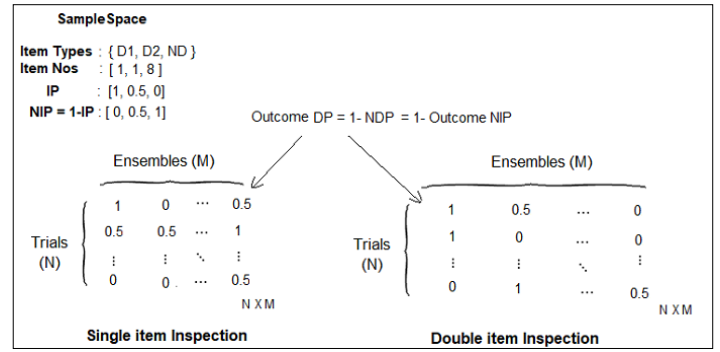 Sample Space
Item Types : { D1, D2, ND }
Item Nos : [ 1, 1, 8 ]
IP : [1, 0.5, 0]
NIP = 1-IP : [ 0, 0.5, 1]
Outcome DP = 1- NDP = 1- Outcome NIP
Ensembles (M)
1 0 ... 0.5
0.5 0.5 ... 1
⋮ ⋮ ⋱ ⋮
0 0 . ... 0.5
Trials
(N)
N X M
Single item Inspection
Ensembles (M)
1 0.5 ... 0
1 0 ... 0
⋮ ⋮ ⋱ ⋮
0 1 ... 0.5
Trials
(N)
N X M
Double item Inspection